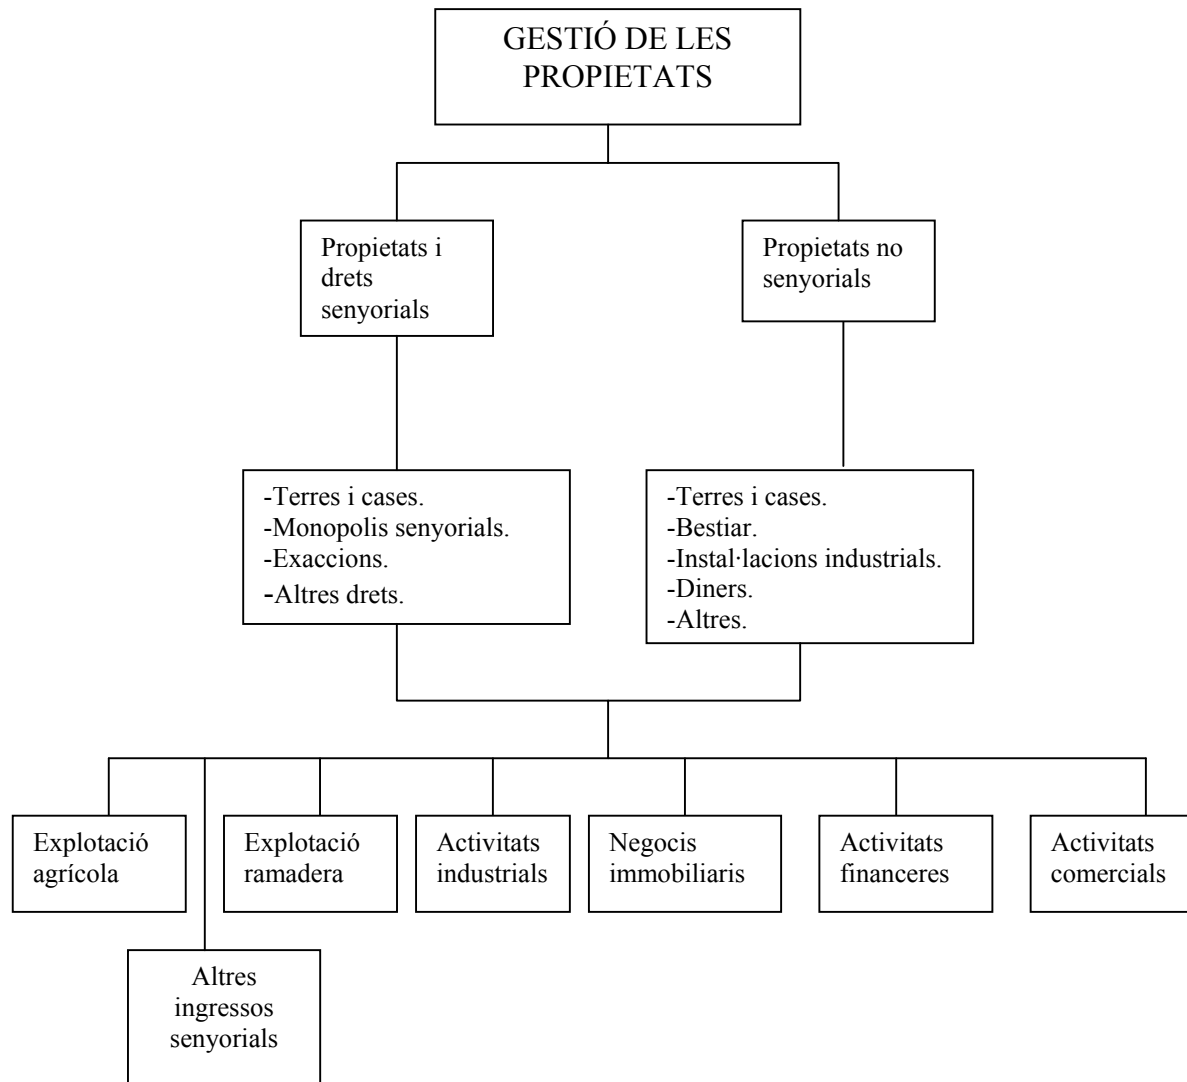 GESTIÓ DE LES
PROPIETATS
Propietats i
drets
senyorials
Propietats no
senyorials
-Terres i cases.
-Monopolis senyorials.
-Exaccions.
-Altres drets.
-Terres i cases.
-Bestiar.
-Instal·lacions industrials.
-Diners.
-Altres.
Explotació
agrícola
Explotació
ramadera
Activitats
industrials
Negocis
immobiliaris
Activitats
financeres
Activitats
comercials
Altres
ingressos
senyorials